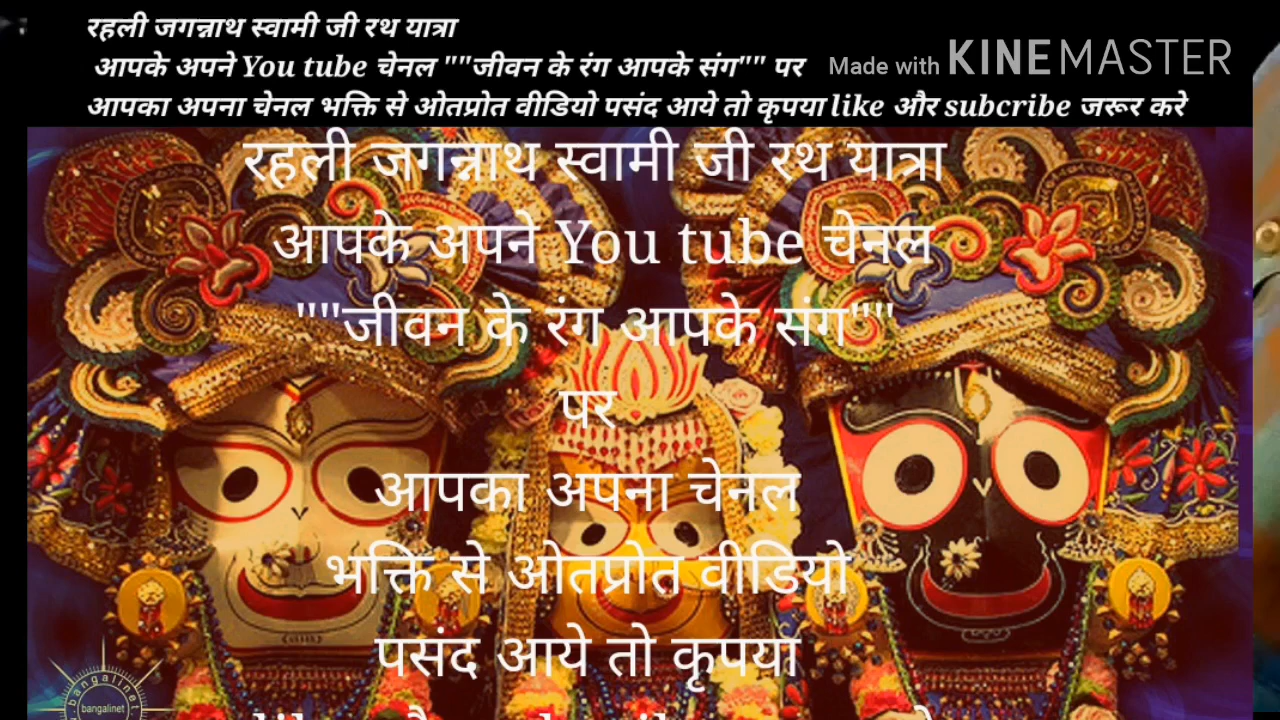 रहली जगन्नाथ स्वामी जी रथ यात्रा
आपके अपने You tube चेनल ""जीवन के रंग आपके संग"" पर
आपका अपना चेनल भक्ति से ओतप्रोत वीडियो पसंद आये तो कृपया like और subcribe जरूर करे
Made with KINEMASTER
रहली जगन्नाथ स्वामी जी रथ यात्रा
आपके अपने You tube चेनल
""जीवन के रंग आपके संग""
पर
आपका अपना चेनल
भक्ति से ओतप्रोत वीडियो
पसंद आये तो कृपया
bangalinet
bangalinet